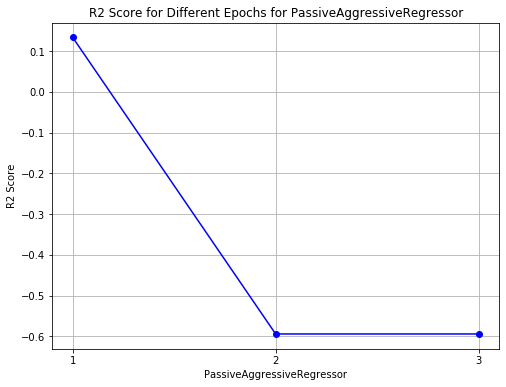 R2 Score for Different Epochs for PassiveAggressiveRegressor
R2 Score
0.1
0.0
−0.1
−0.2
−0.3
−0.4
−0.5
−0.6
1 2 3
PassiveAggressiveRegressor